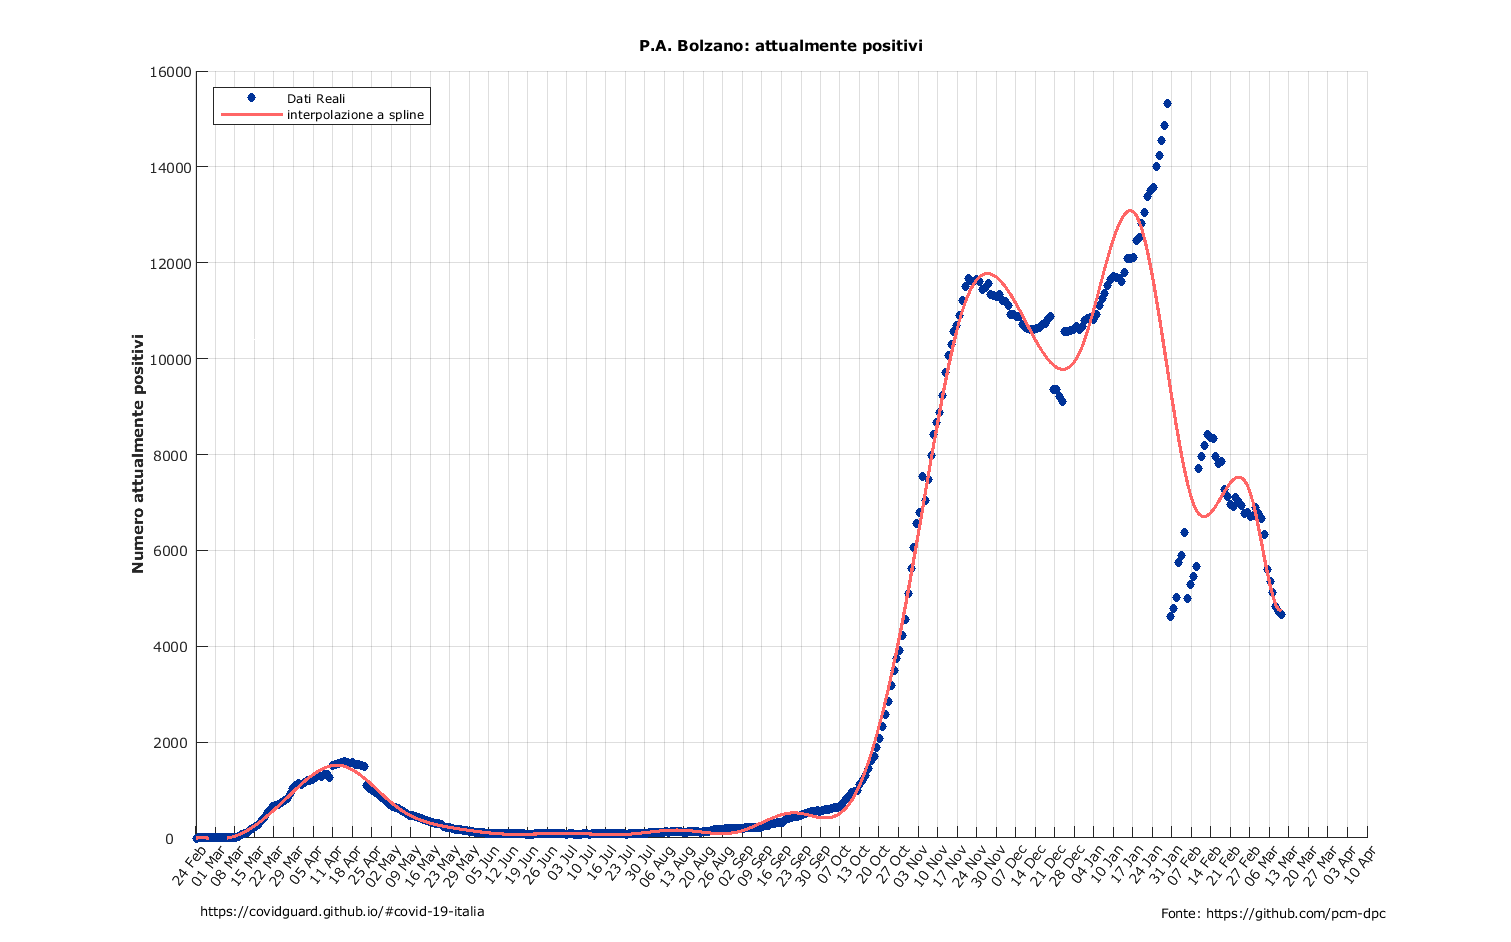 P.A. Bolzano: attualmente positivi
Dati Reali
interpolazione a spline
Numero attualmente positivi
16000
14000
12000
10000
8000
6000
4000
2000
0
24 Feb
01 Mar
08 Mar
15 Mar
22 Mar
29 Mar
05 Apr
11 Apr
18 Apr
25 Apr
02 May
09 May
16 May
23 May
29 May
05 Jun
12 Jun
19 Jun
26 Jun
03 Jul
10 Jul
16 Jul
23 Jul
30 Jul
06 Aug
13 Aug
20 Aug
26 Aug
02 Sep
09 Sep
16 Sep
23 Sep
30 Sep
07 Oct
13 Oct
20 Oct
27 Oct
03 Nov
10 Nov
17 Nov
24 Nov
30 Nov
07 Dec
14 Dec
21 Dec
28 Dec
04 Jan
10 Jan
17 Jan
24 Jan
31 Jan
07 Feb
14 Feb
21 Feb
27 Feb
06 Mar
13 Mar
20 Mar
27 Mar
03 Apr
10 Apr
https://covidguard.github.io/#covid-19-italia
Fonte: https://github.com/pcm-dpc